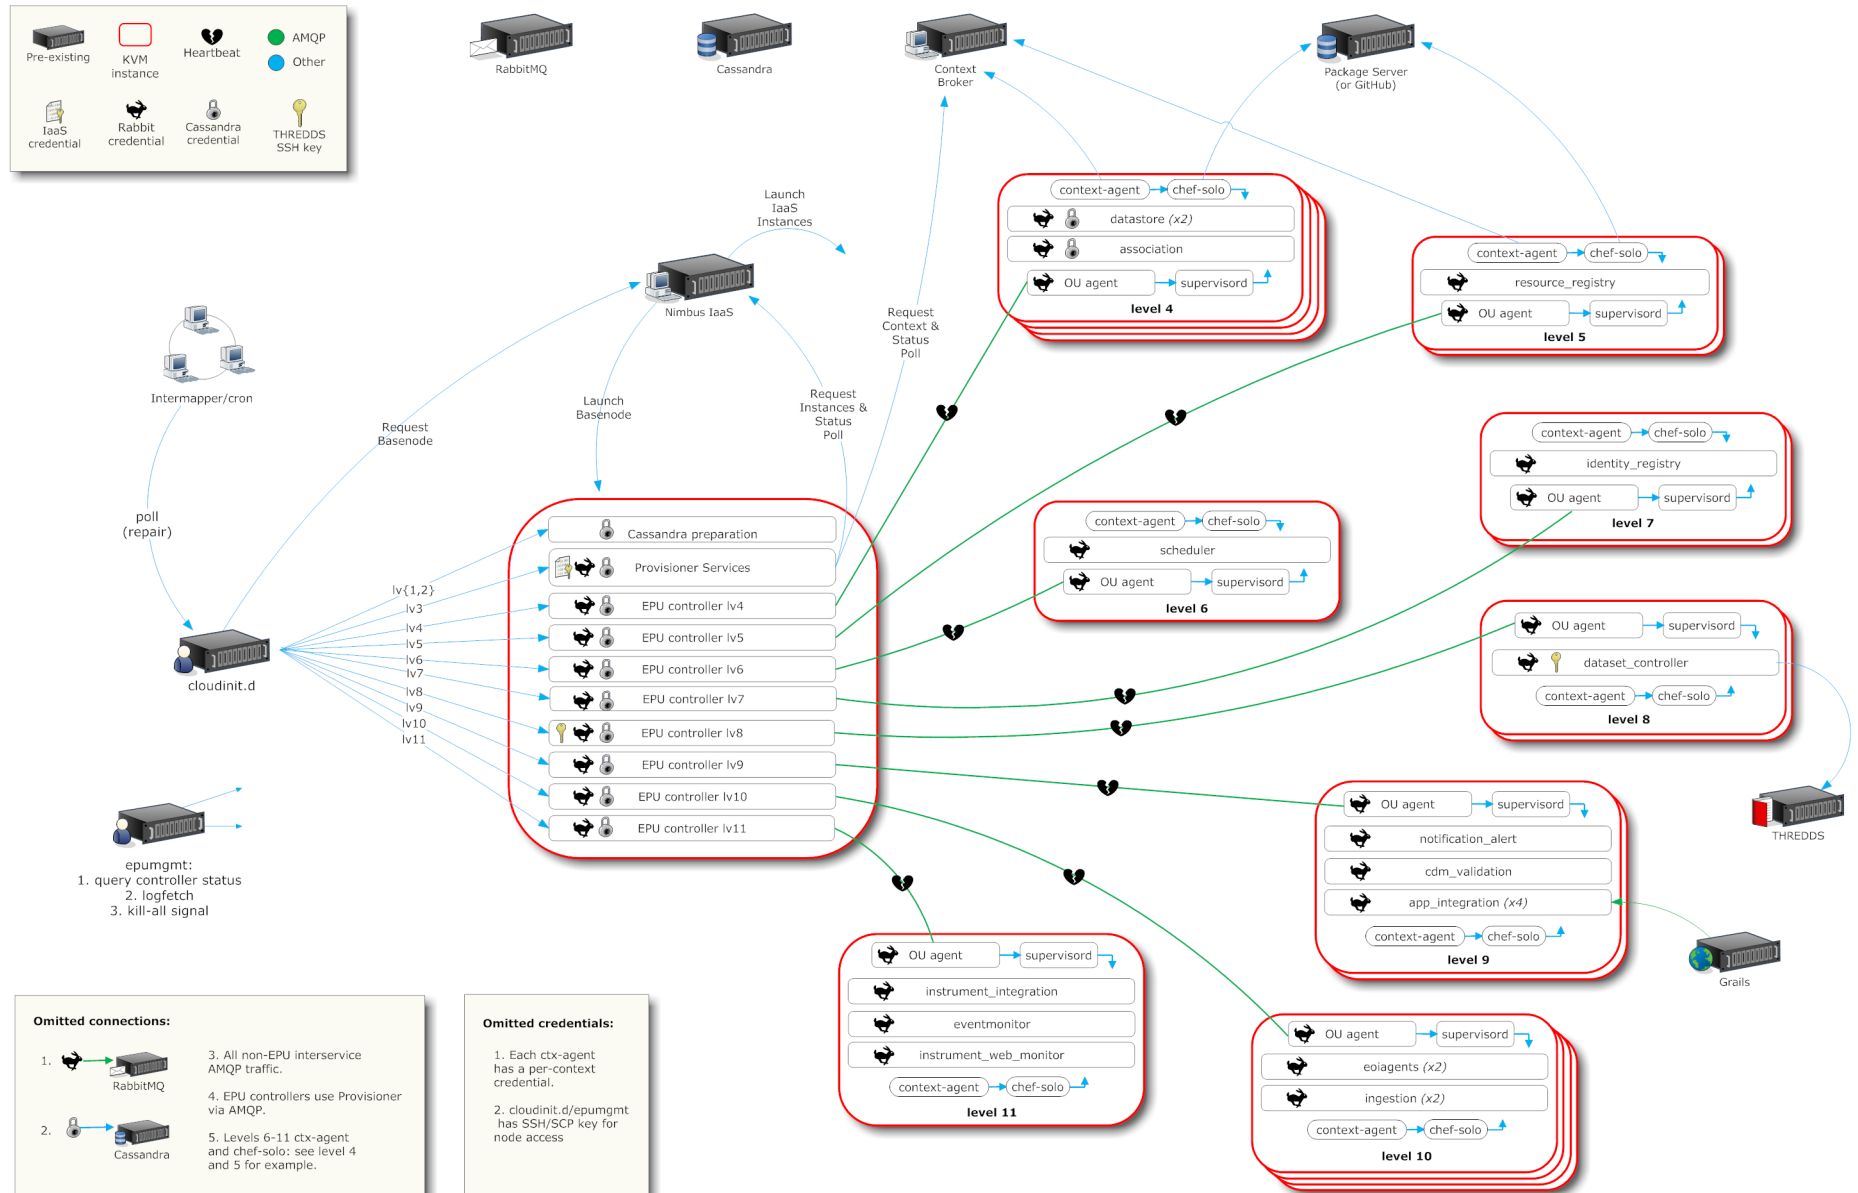 Pre-existing
KVM
instance
Heartbeat
AMQP
Other
IaaS
credential
Rabbit
credential
Cassandra
credential
THREDDS
SSH key
RabbitMQ
Cassandra
Context
Broker
Package Server
(or GitHub)
Launch
IaaS
Instances
Nimbus IaaS
Intermapper/cron
Request
Basenode
Launch
Basenode
Request
Instances &
Status
Poll
Request
Context &
Status
Poll
poll
(repair)
cloudinit.d
lv{1,2}
lv3
lv4
lv5
lv6
lv7
lv8
lv9
lv10
lv11
Cassandra preparation
Provisioner Services
EPU controller lv4
EPU controller lv5
EPU controller lv6
EPU controller lv7
EPU controller lv8
EPU controller lv9
EPU controller lv10
EPU controller lv11
context-agent
chef-solo
datastore (x2)
association
OU agent
supervisord
level 4
context-agent
chef-solo
resource_registry
OU agent
supervisord
level 5
context-agent
chef-solo
scheduler
OU agent
supervisord
level 6
context-agent
chef-solo
identity_registry
OU agent
supervisord
level 7
OU agent
supervisord
dataset_controller
context-agent
chef-solo
level 8
THREDDS
OU agent
supervisord
notification_alert
cdm_validation
app_integration (x4)
context-agent
chef-solo
level 9
Grails
OU agent
supervisord
eoiagents (x2)
ingestion (x2)
context-agent
chef-solo
level 10
OU agent
supervisord
instrument_integration
eventmonitor
instrument_web_monitor
context-agent
chef-solo
level 11
epumgmt:
1. query controller status
2. logfetch
3. kill-all signal
Omitted connections:
1.
RabbitMQ
2.
Cassandra
3. All non-EPU interservice
AMQP traffic.
4. EPU controllers use Provisioner
via AMQP.
5. Levels 6-11 ctx-agent
and chef-solo: see level 4
and 5 for example.
Omitted credentials:
1. Each ctx-agent
has a per-context
credential.
2. cloudinit.d/epumgmt
has SSH/SCP key for
node access